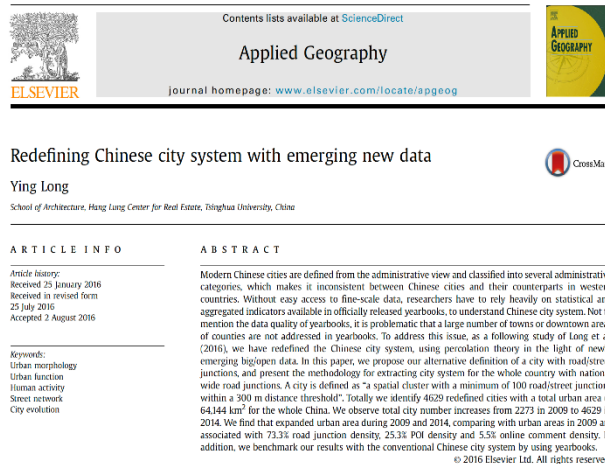 Contents lists available at ScienceDirect
APPLIED
GEOGRAPHY
Applied Geography
ELSEVIER
journal homepage: www.elsevier.com/locate/apgeog
Redefining Chinese city system with emerging new data
CrossMa
Ying Long
School of Architecture, Hang Lung Center for Real Estate, Tsinghua University, China
ARTICLE INFO
Article history:
Received 25 January 2016
Received in revised form
25 July 2016
Accepted 2 August 2016
Keywords:
Urban morphology
Urban function
Human activity
Street network
City evolution
ABSTRACT
Modern Chinese cities are defined from the administrative view and classified into several administrativ
categories, which makes it inconsistent between Chinese cities and their counterparts in wester
countries. Without easy access to fine-scale data, researchers have to rely heavily on statistical an
aggregated indicators available in officially released yearbooks, to understand Chinese city system. Not t
mention the data quality of yearbooks, it is problematic that a large number of towns or downtown area
of counties are not addressed in yearbooks. To address this issue, as a following study of Long et a
(2016), we have redefined the Chinese city system, using percolation theory in the light of new
emerging big/open data. In this paper, we propose our alternative definition of a city with road/stree
junctions, and present the methodology for extracting city system for the whole country with nation
wide road junctions. A city is defined as "a spatial cluster with a minimum of 100 road/street junction
within a 300 m distance threshold". Totally we identify 4629 redefined cities with a total urban area o
64,144 km² for the whole China. We observe total city number increases from 2273 in 2009 to 4629 i
2014. We find that expanded urban area during 2009 and 2014, comparing with urban areas in 2009 ar
associated with 73.3% road junction density, 25.3% POI density and 5.5% online comment density. I
addition, we benchmark our results with the conventional Chinese city system by using yearbooks.
© 2016 Elsevier Ltd. All rights reserve